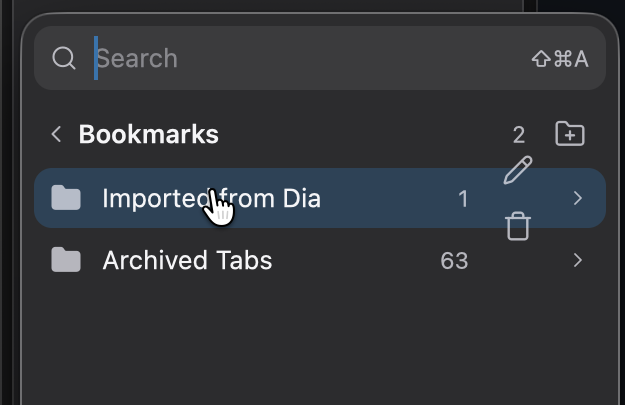 Search ⇧⌘A
Bookmarks 2
Imported from Dia 1
Archived Tabs 63